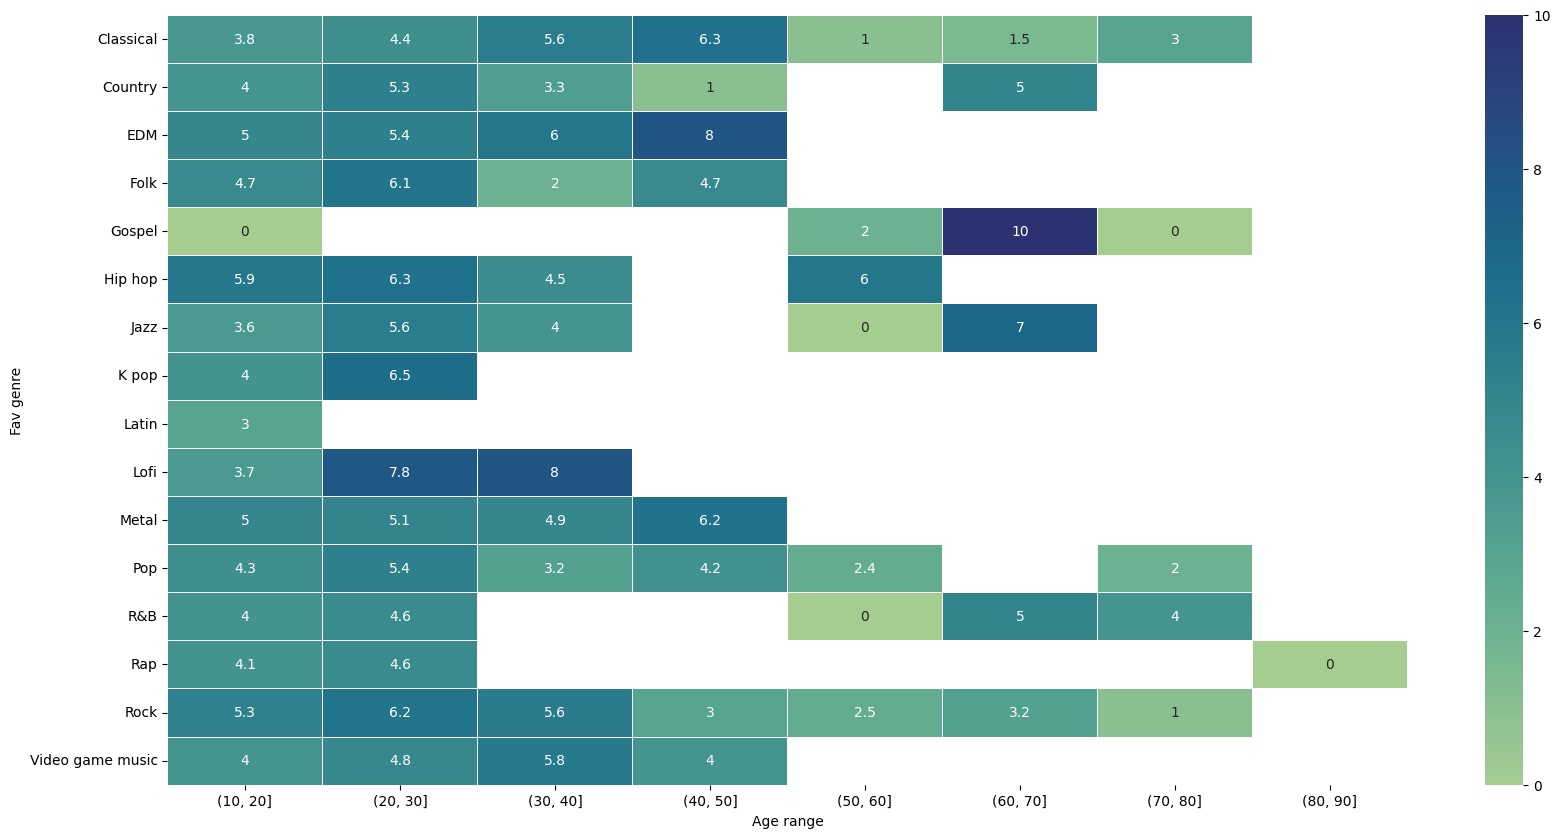 Classical 3.8 4.4 5.6 6.3 1 1.5 3
Country 4 5.3 3.3 1 5
EDM 5 5.4 6 8
Folk 4.7 6.1 2 4.7
Gospel 0 2 10 0
Hip hop 5.9 6.3 4.5 6
Jazz 3.6 5.6 4 0 7
K pop 4 6.5
Latin 3
Lofi 3.7 7.8 8
Metal 5 5.1 4.9 6.2
Pop 4.3 5.4 3.2 4.2 2.4 2
R&B 4 4.6 0 5 4
Rap 4.1 4.6 0
Rock 5.3 6.2 5.6 3 2.5 3.2 1
Video game music 4 4.8 5.8 4
(10, 20] (20, 30] (30, 40] (40, 50] (50, 60] (60, 70] (70, 80] (80, 90]
Age range
Fav genre
10
8
6
4
2
0